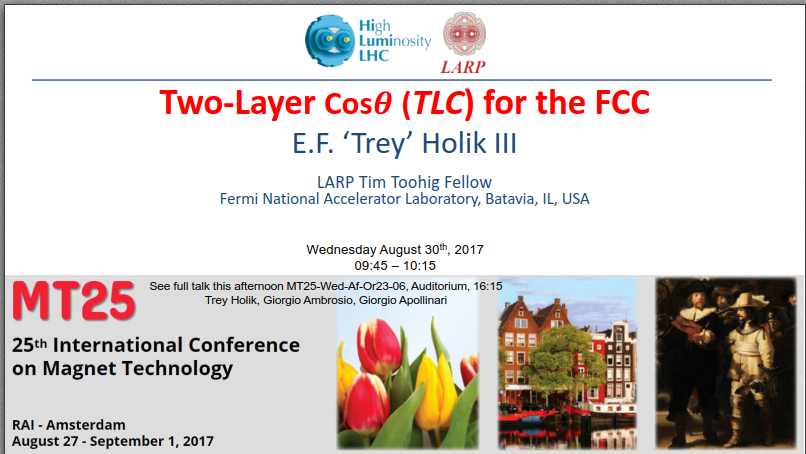 High
Luminosity
LHC
LARP
Two-Layer Cosθ (TLC) for the FCC
E.F. ‘Trey’ Holik III
LARP Tim Toohig Fellow
Fermi National Accelerator Laboratory, Batavia, IL, USA
Wednesday August 30th, 2017
09:45 – 10:15
MT25
See full talk this afternoon MT25-Wed-Af-Or23-06, Auditorium, 16:15
Trey Holik, Giorgio Ambrosio, Giorgio Apollinari
25th International Conference
on Magnet Technology
RAI - Amsterdam
August 27 - September 1, 2017